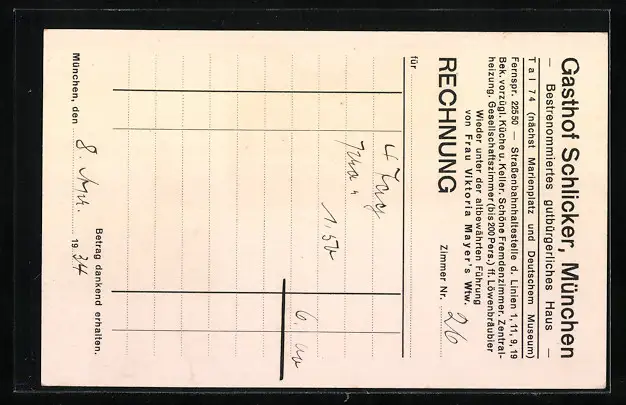 Gasthof Schlicker, München
— Bestrenommiertes gutbürgerliches Haus —
Tal 74 (nächst Marienplatz und Deutschem Museum)
Fernspr. 22550 — Straßenbahnhaltestelle d. Linien 1, 11, 9, 19
Bek. vorzügl. Küche u. Keller. Schöne Fremdenzimmer. Zentral-
heizung. Gesellschaftszimmer (bis 200 Pers.) ff. Löwenbräubier
Wieder unter der altbewährten Führung
von Frau Viktoria Mayer's Wtw.
RECHNUNG Zimmer Nr. 26
für
4 Tag
1.50
6.
München, den 8. 19 34
Betrag dankend erhalten.